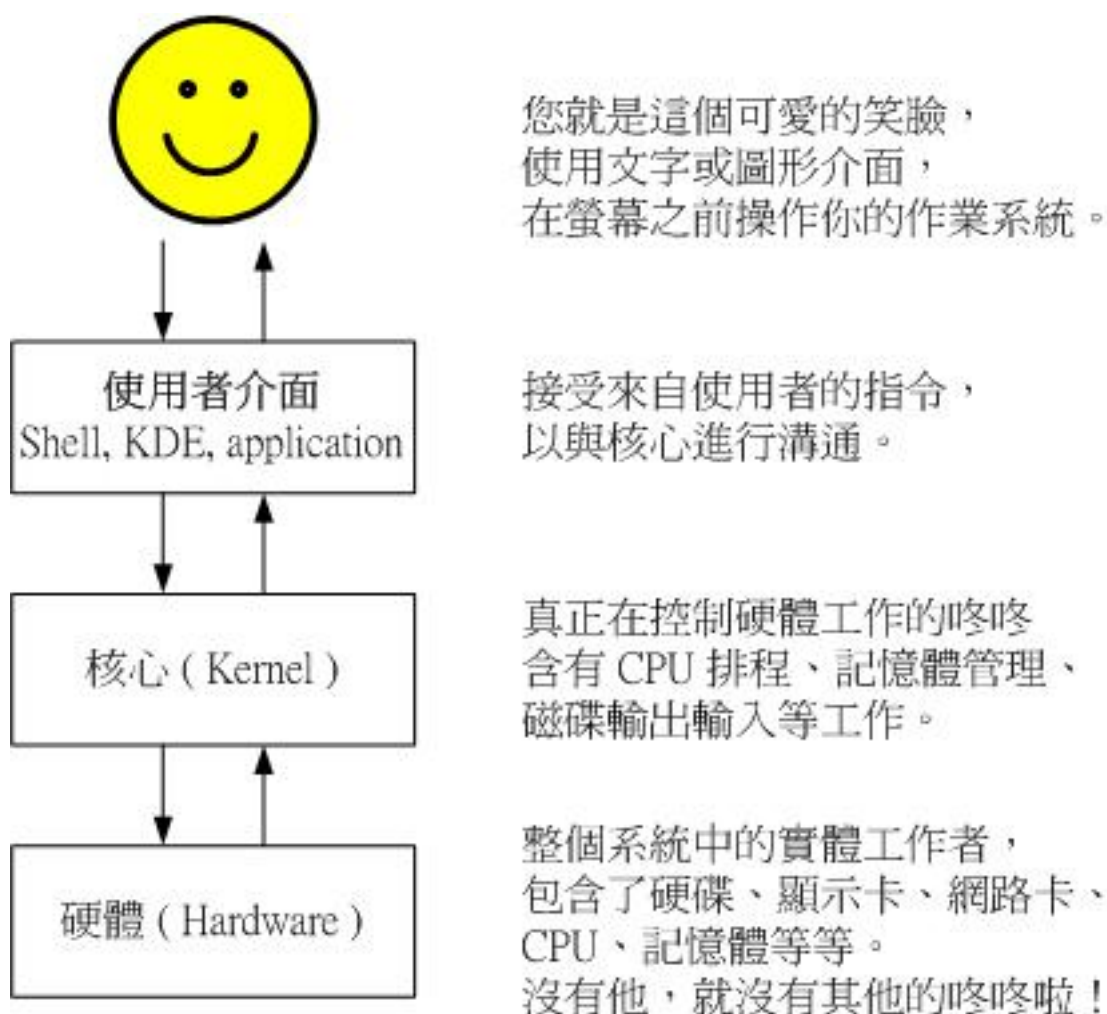 您就是這個可愛的笑臉，
使用文字或圖形介面，
在螢幕之前操作你的作業系統。
使用者介面
Shell, KDE, application
接受來自使用者的指令，
以與核心進行溝通。
核心 ( Kernel )
真正在控制硬體工作的咚咚
含有 CPU 排程、記憶體管理、
磁碟輸出輸入等工作。
硬體 ( Hardware )
整個系統中的實體工作者，
包含了硬碟、顯示卡、網路卡、
CPU、記憶體等等。
沒有他，就沒有其他的咚咚啦！